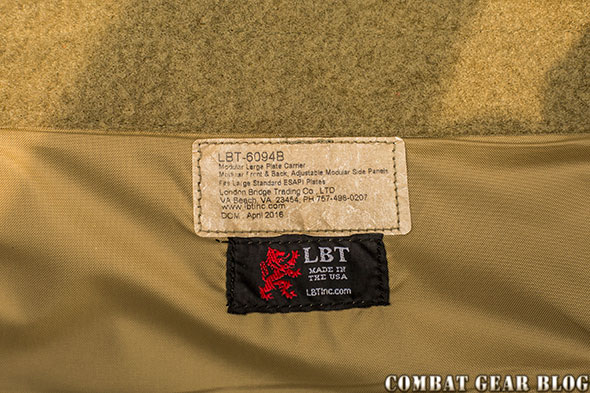 LBT-6094B
Modular Large Plate Carrier
Modular Front & Back, Adjustable Modular Side Panels
Fits Large Standard ESAPI Plates
London Bridge Trading Co., LTD
VA Beach, VA, 23454, PH 757-498-0207
www.lbtinc.com
DOM: April 2016
LBT
MADE IN
THE USA
LBTInc.com
COMBAT GEAR BLOG